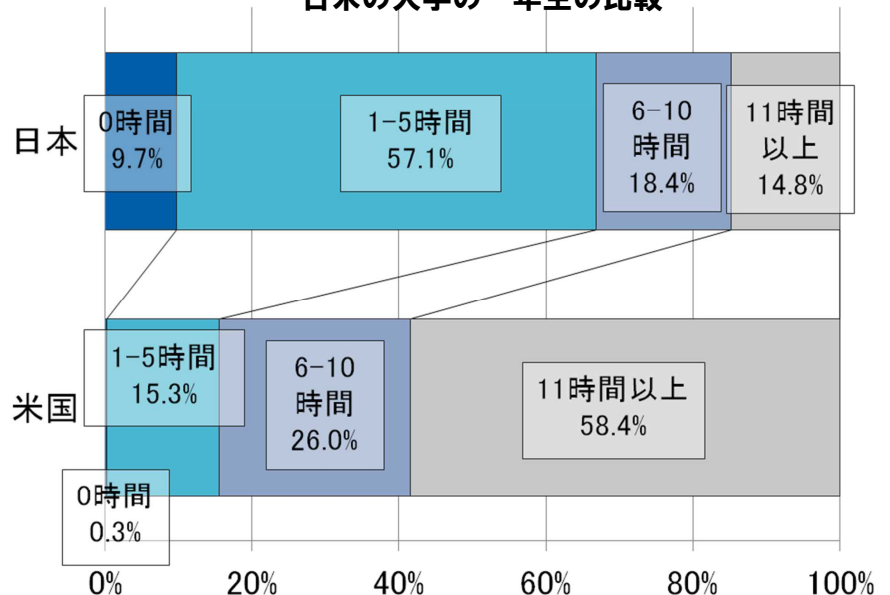 日本
0時間
9.7%
1-5時間
57.1%
6-10
時間
18.4%
11時間
以上
14.8%
米国
1-5時間
15.3%
6-10
時間
26.0%
11時間以上
58.4%
0時間
0.3%
0% 20% 40% 60% 80% 100%